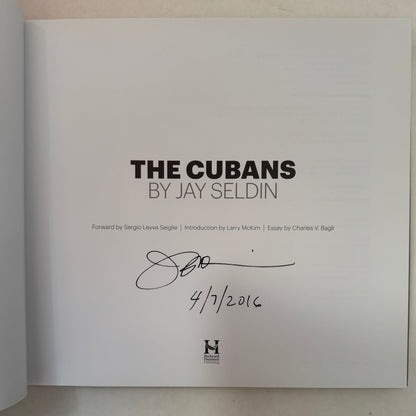 THE CUBANS
BY JAY SELDIN
Forward by Sergio Leyva Seiglie | Introduction by Larry McKim | Essay by Charles V. Bagli
4/7/2016